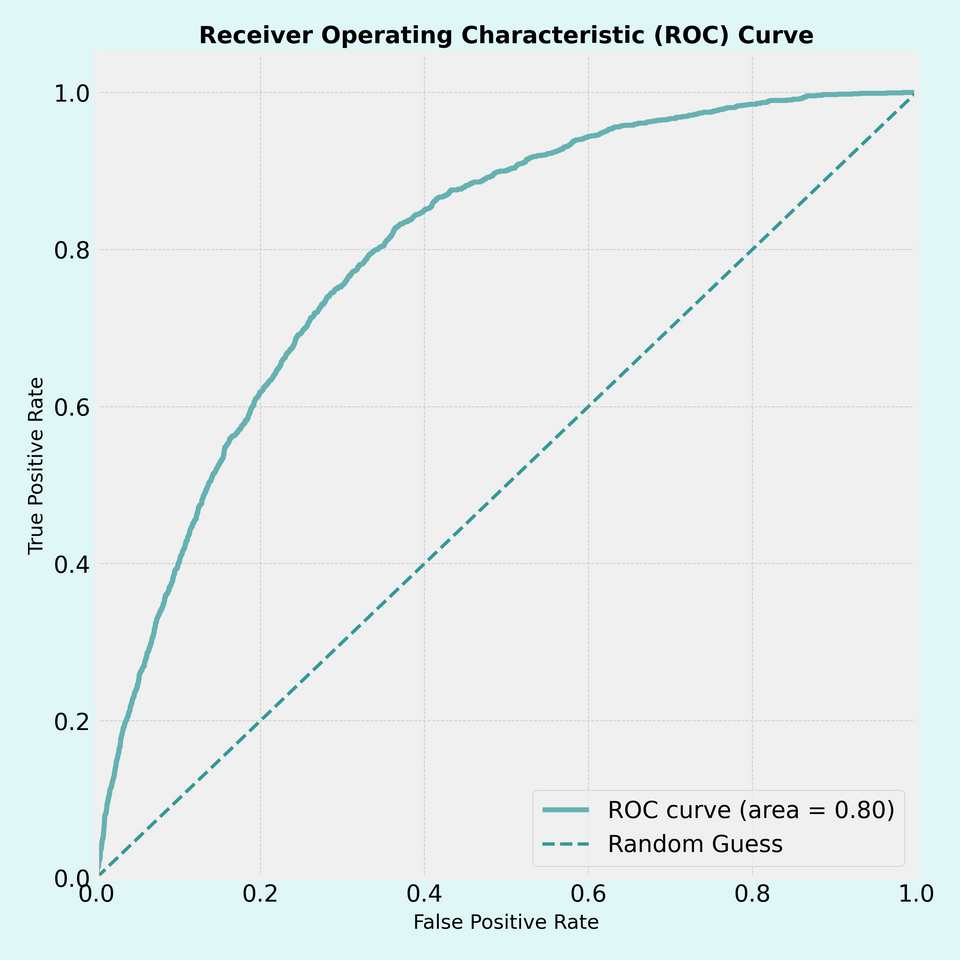 Receiver Operating Characteristic (ROC) Curve
True Positive Rate
1.0
0.8
0.6
0.4
0.2
0.0
ROC curve (area = 0.80)
Random Guess
0.0 0.2 0.4 0.6 0.8 1.0
False Positive Rate